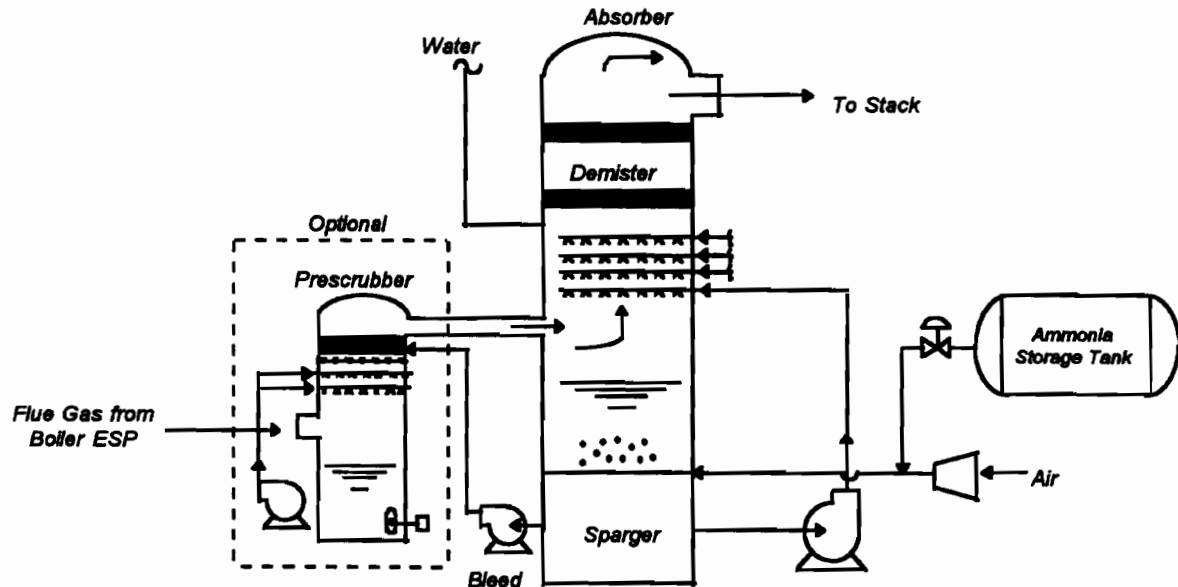 Absorber
Water
To Stack
Demister
Optional
Prescrubber
Ammonia
Storage Tank
Flue Gas from
Boiler ESP
Air
Sparger
Bleed